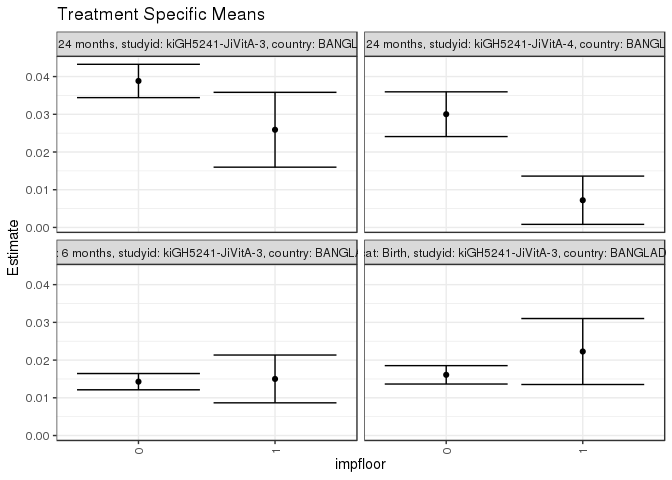 Treatment Specific Means
24 months, studyid: kiGH5241-JiVitA-3, country: BANGL
24 months, studyid: kiGH5241-JiVitA-4, country: BANGL
0.04
0.03
0.02
0.01
0.00
: 6 months, studyid: kiGH5241-JiVitA-3, country: BANGL
at: Birth, studyid: kiGH5241-JiVitA-3, country: BANGLAD
0.04
0.03
0.02
0.01
0.00
Estimate
0
1
0
1
impfloor